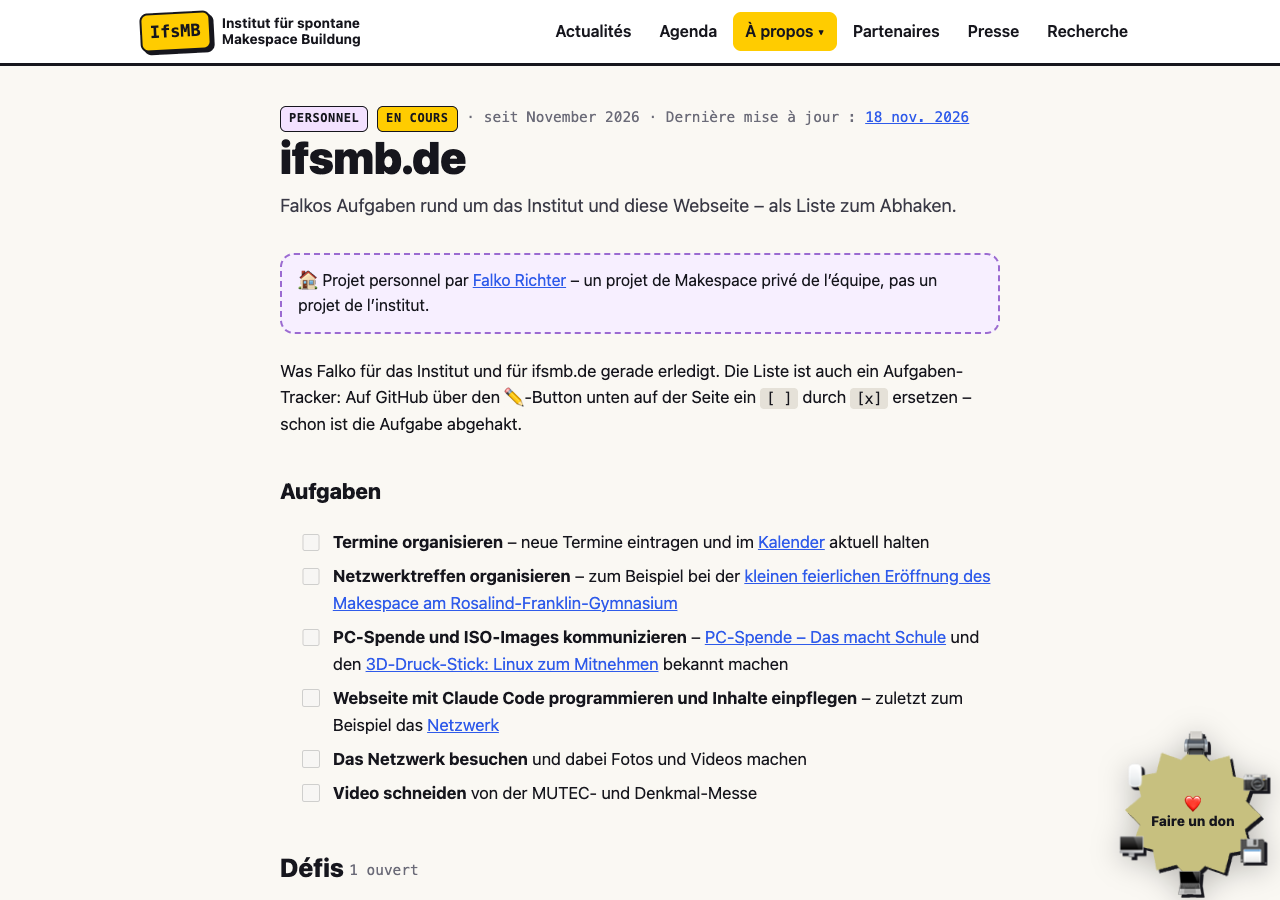 IfsMB
Institut für spontane
Makespace Buildung
Actualités
Agenda
À propos ▾
Partenaires
Presse
Recherche
PERSONNEL EN COURS · seit November 2026 · Dernière mise à jour : 18 nov. 2026
ifsmb.de
Falkos Aufgaben rund um das Institut und diese Webseite – als Liste zum Abhaken.
🏠 Projet personnel par Falko Richter – un projet de Makespace privé de l’équipe, pas un
projet de l’institut.
Was Falko für das Institut und für ifsmb.de gerade erledigt. Die Liste ist auch ein Aufgaben-
Tracker: Auf GitHub über den ✏️-Button unten auf der Seite ein [ ] durch [x] ersetzen –
schon ist die Aufgabe abgehakt.
Aufgaben
Termine organisieren – neue Termine eintragen und im Kalender aktuell halten
Netzwerktreffen organisieren – zum Beispiel bei der kleinen feierlichen Eröffnung des
Makespace am Rosalind-Franklin-Gymnasium
PC-Spende und ISO-Images kommunizieren – PC-Spende – Das macht Schule und
den 3D-Druck-Stick: Linux zum Mitnehmen bekannt machen
Webseite mit Claude Code programmieren und Inhalte einpflegen – zuletzt zum
Beispiel das Netzwerk
Das Netzwerk besuchen und dabei Fotos und Videos machen
Video schneiden von der MUTEC- und Denkmal-Messe
❤️
Faire un don
Défis 1 ouvert